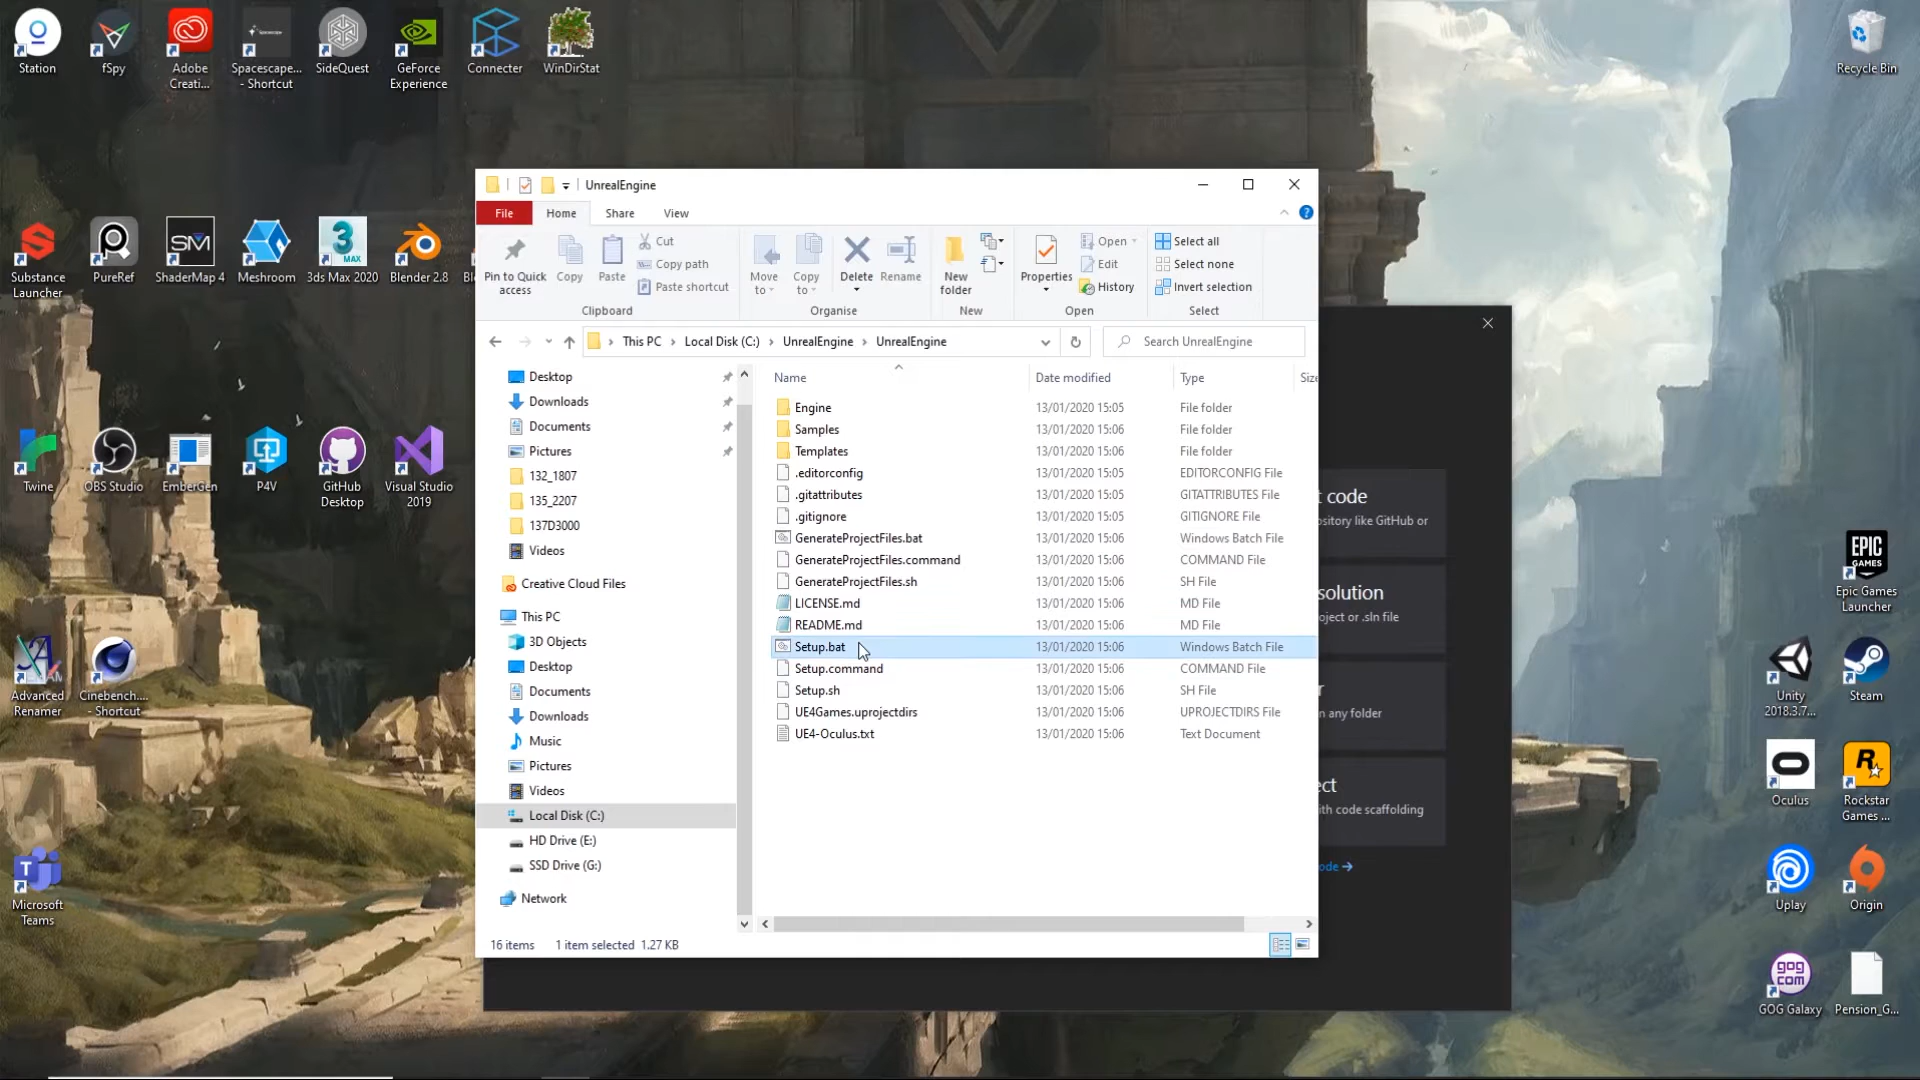 Station
fSpy
Adobe
Creati...
Spacescape...
- Shortcut
SideQuest
GeForce
Experience
Connecter
WinDirStat
Recycle Bin
Substance
Launcher
PureRef
ShaderMap 4
Meshroom
3ds Max 2020
Blender 2.8
Twine
OBS Studio
EmberGen
P4V
GitHub
Desktop
Visual Studio
2019
Advanced
Renamer
Cinebench....
- Shortcut
Microsoft
Teams
UnrealEngine
File
Home
Share
View
Pin to Quick
access
Copy
Paste
Cut
Copy path
Paste shortcut
Clipboard
Move
to
Copy
to
Delete
Rename
Organise
New
folder
New
Properties
Open
Edit
History
Open
Select all
Select none
Invert selection
Select
This PC
Local Disk (C:)
UnrealEngine
UnrealEngine
Search UnrealEngine
Desktop
Downloads
Documents
Pictures
132_1807
135_2207
137D3000
Videos
Creative Cloud Files
This PC
3D Objects
Desktop
Documents
Downloads
Music
Pictures
Videos
Local Disk (C:)
HD Drive (E:)
SSD Drive (G:)
Network
Name Date modified Type Size
Engine 13/01/2020 15:05 File folder
Samples 13/01/2020 15:06 File folder
Templates 13/01/2020 15:06 File folder
.editorconfig 13/01/2020 15:05 EDITORCONFIG File
.gitattributes 13/01/2020 15:05 GITATTRIBUTES File
.gitignore 13/01/2020 15:05 GITIGNORE File
GenerateProjectFiles.bat 13/01/2020 15:06 Windows Batch File
GenerateProjectFiles.command 13/01/2020 15:06 COMMAND File
GenerateProjectFiles.sh 13/01/2020 15:06 SH File
LICENSE.md 13/01/2020 15:06 MD File
README.md 13/01/2020 15:06 MD File
Setup.bat 13/01/2020 15:06 Windows Batch File
Setup.command 13/01/2020 15:06 COMMAND File
Setup.sh 13/01/2020 15:06 SH File
UE4Games.uprojectdirs 13/01/2020 15:06 UPROJECTDIRS File
UE4-Oculus.txt 13/01/2020 15:06 Text Document
16 items 1 item selected 1.27 KB
t code
ository like GitHub or
solution
oject or .sln file
r
n any folder
ect
ith code scaffolding
ode →
EPIC
GAMES
Epic Games
Launcher
Unity
2018.3.7...
Steam
Oculus
Rockstar
Games ...
Uplay
Origin
gog
com
GOG Galaxy
Pension_G...